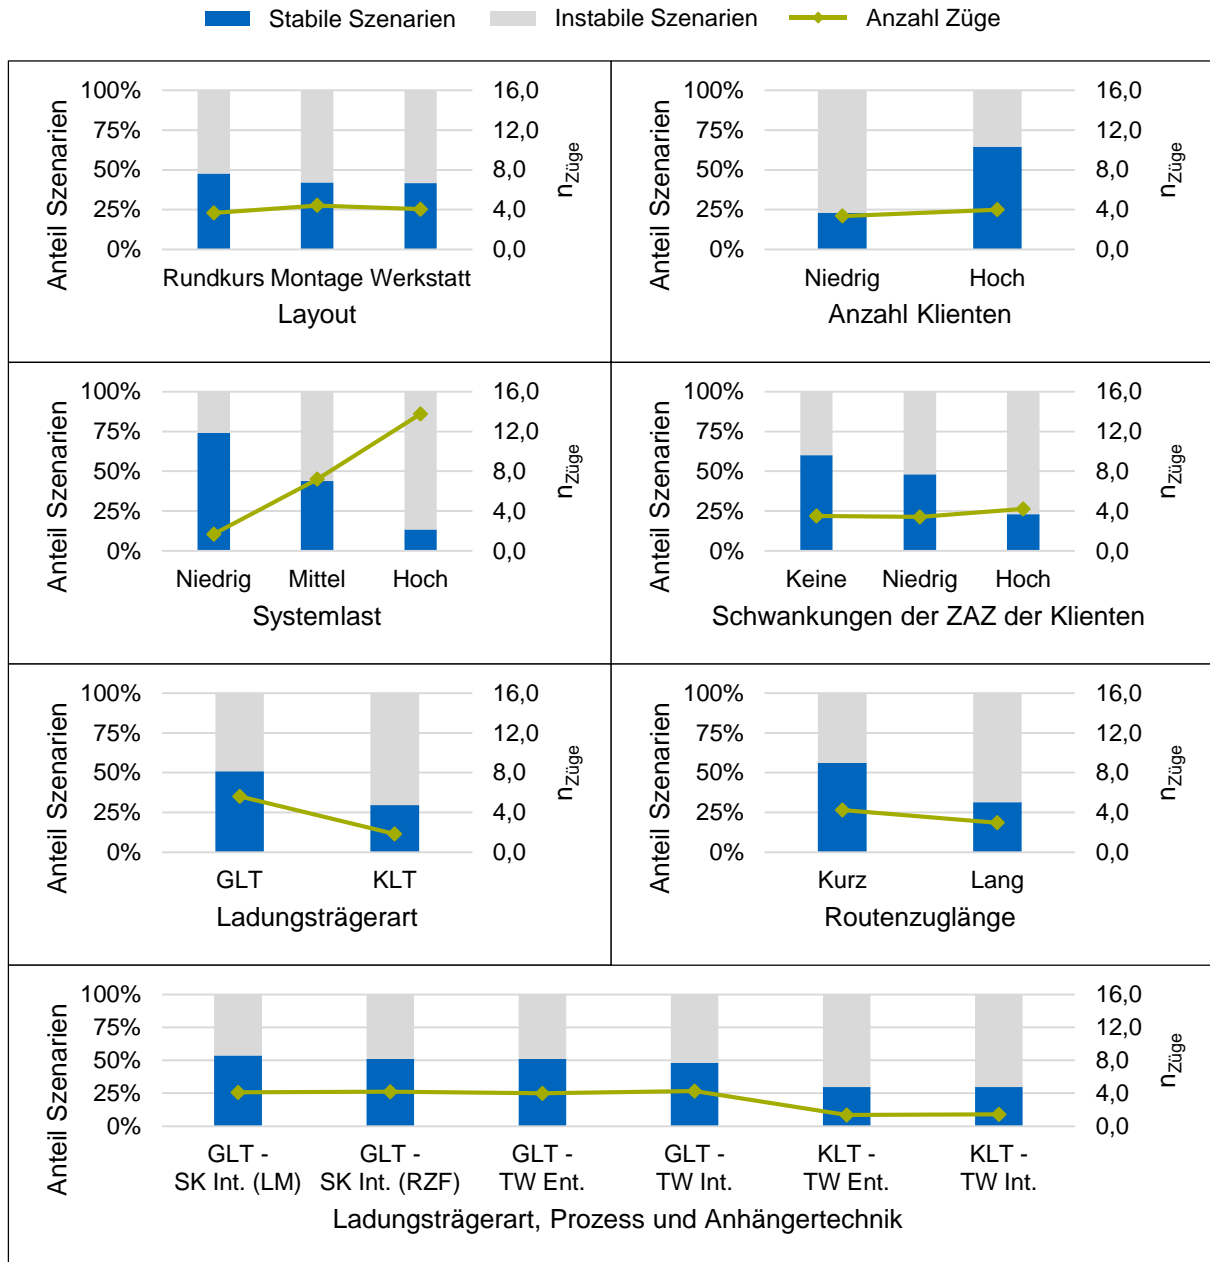 Stabile Szenarien Instabile Szenarien Anzahl Züge
Anteil Szenarien
100%
75%
50%
25%
0%
16,0
12,0
8,0
4,0
0,0
nZüge
Rundkurs Montage Werkstatt
Layout
Anteil Szenarien
100%
75%
50%
25%
0%
16,0
12,0
8,0
4,0
0,0
nZüge
Niedrig Hoch
Anzahl Klienten
Anteil Szenarien
100%
75%
50%
25%
0%
16,0
12,0
8,0
4,0
0,0
nZüge
Niedrig Mittel Hoch
Systemlast
Anteil Szenarien
100%
75%
50%
25%
0%
16,0
12,0
8,0
4,0
0,0
nZüge
Keine Niedrig Hoch
Schwankungen der ZAZ der Klienten
Anteil Szenarien
100%
75%
50%
25%
0%
16,0
12,0
8,0
4,0
0,0
nZüge
GLT KLT
Ladungsträgerart
Anteil Szenarien
100%
75%
50%
25%
0%
16,0
12,0
8,0
4,0
0,0
nZüge
Kurz Lang
Routenzuglänge
Anteil Szenarien
100%
75%
50%
25%
0%
16,0
12,0
8,0
4,0
0,0
nZüge
GLT - GLT - GLT - GLT - KLT - KLT -
SK Int. (LM) SK Int. (RZF) TW Ent. TW Int. TW Ent. TW Int.
Ladungsträgerart, Prozess und Anhängertechnik